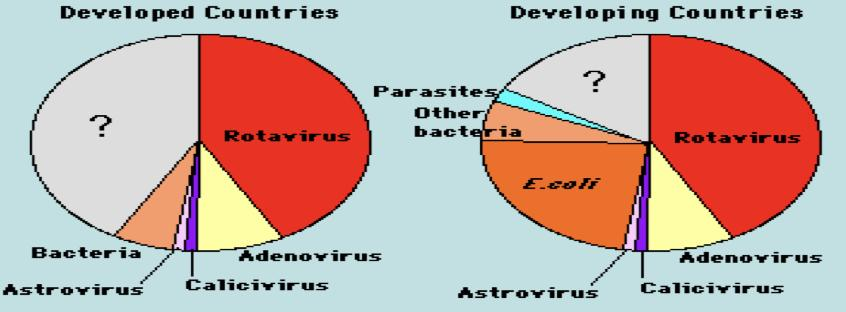 Developed Countries
?
Rotavirus
Bacteria
Adenovirus
Astrovirus
Calicivirus
Developing Countries
?
Parasites
Other
bacteria
Rotavirus
E.coli
Adenovirus
Astrovirus
Calicivirus